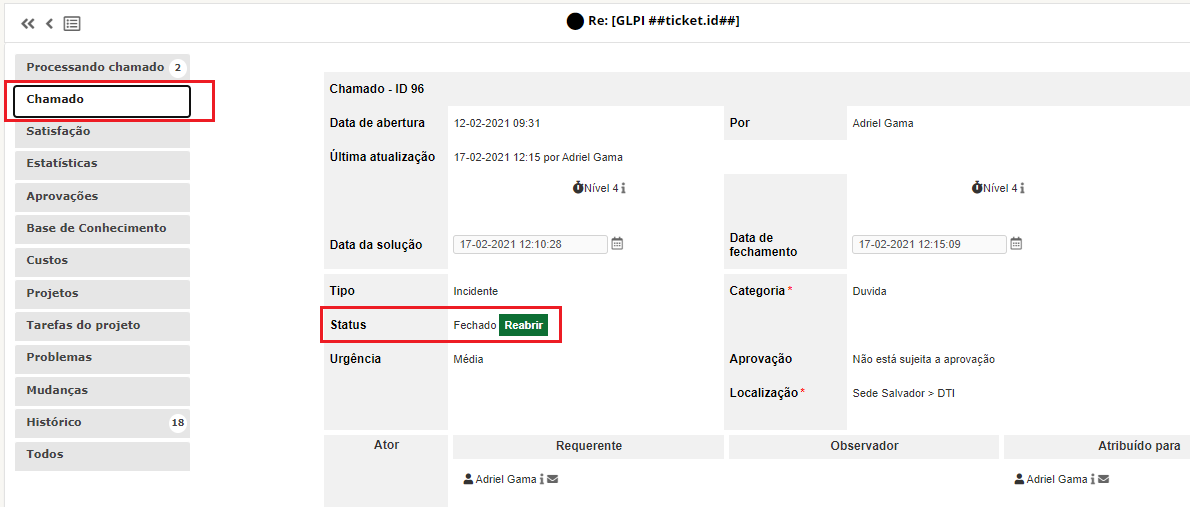 Re: [GLPI ##ticket.id##]
Processando chamado 2
Chamado
Satisfação
Estatísticas
Aprovações
Base de Conhecimento
Custos
Projetos
Tarefas do projeto
Problemas
Mudanças
Histórico 18
Todos
Chamado - ID 96
Data de abertura 12-02-2021 09:31 Por Adriel Gama
Última atualização 17-02-2021 12:15 por Adriel Gama
Nível 4 Nível 4
Data da solução 17-02-2021 12:10:28 Data de
fechamento 17-02-2021 12:15:09
Tipo Incidente Categoria * Duvida
Status Fechado Reabrir
Urgência Média Aprovação Não está sujeita a aprovação
Localização * Sede Salvador > DTI
Ator Requerente Observador Atribuído para
Adriel Gama Adriel Gama